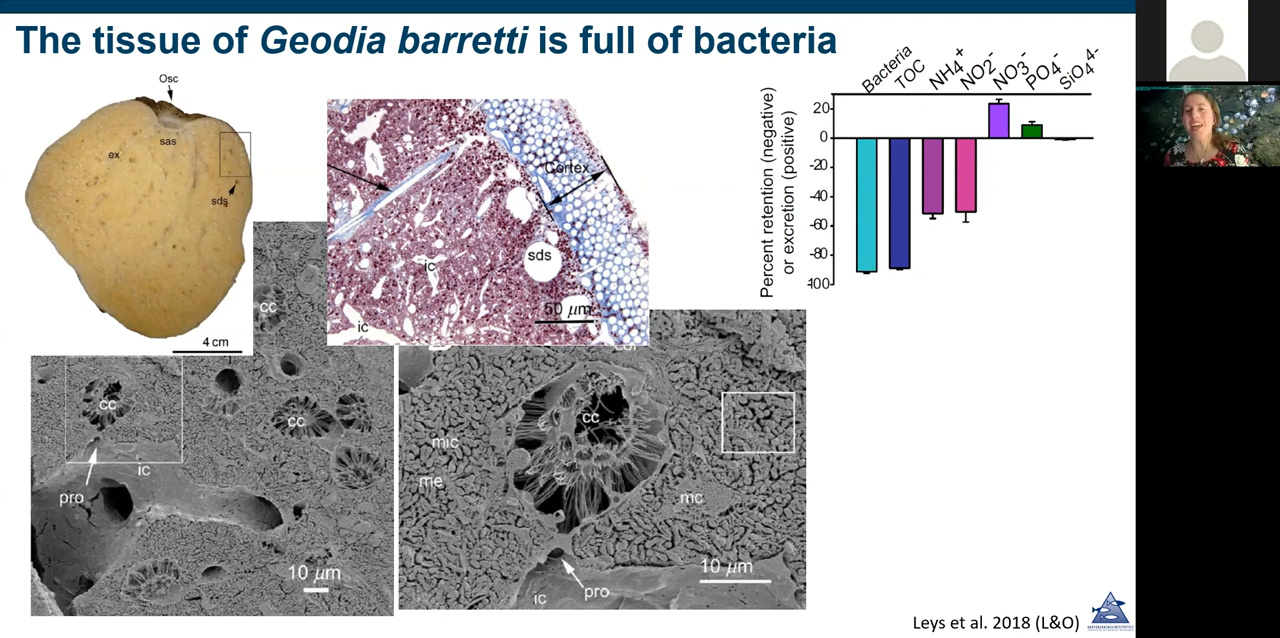 The tissue of Geodia barretti is full of bacteria
Osc
sas
ex
sds
4 cm
Cortex
sds
ic
ic
50 µm
cc
cc
cc
ic
pro
10 µm
cc
mic
me
mc
pro
ic
10 µm
Bacteria
TOC
NH4+
NO2-
NO3-
PO4-
SiO44-
Percent retention (negative)
or excretion (positive)
20
0
-20
-40
-60
-80
-100
Leys et al. 2018 (L&O)